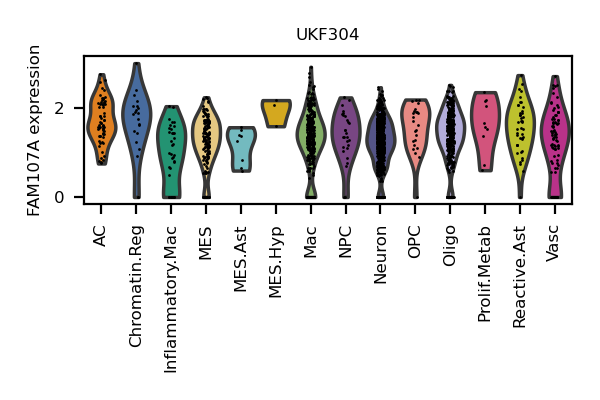 UKF304
FAM107A expression
2
0
AC
Chromatin.Reg
Inflammatory.Mac
MES
MES.Ast
MES.Hyp
Mac
NPC
Neuron
OPC
Oligo
Prolif.Metab
Reactive.Ast
Vasc